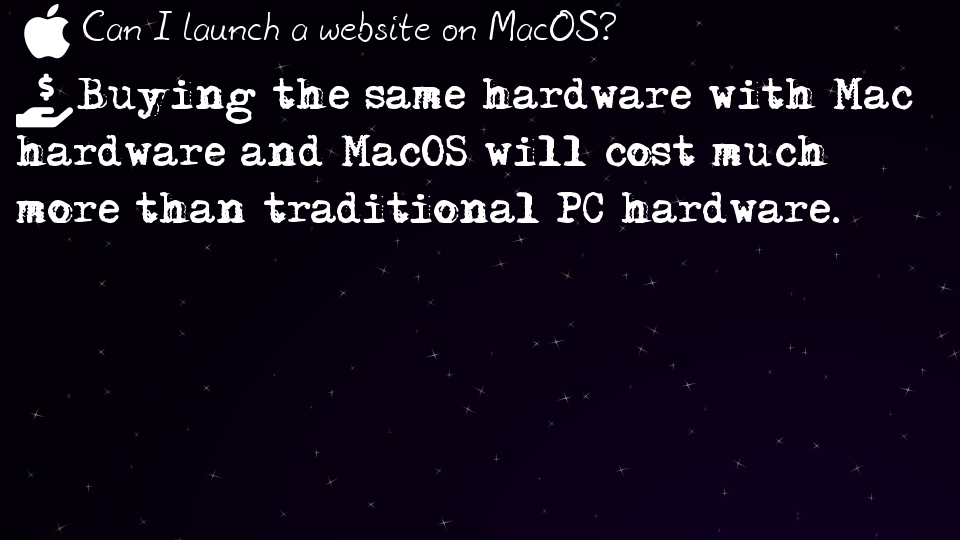 Can I launch a website on MacOS?
Buying the same hardware with Mac
hardware and MacOS will cost much
more than traditional PC hardware.